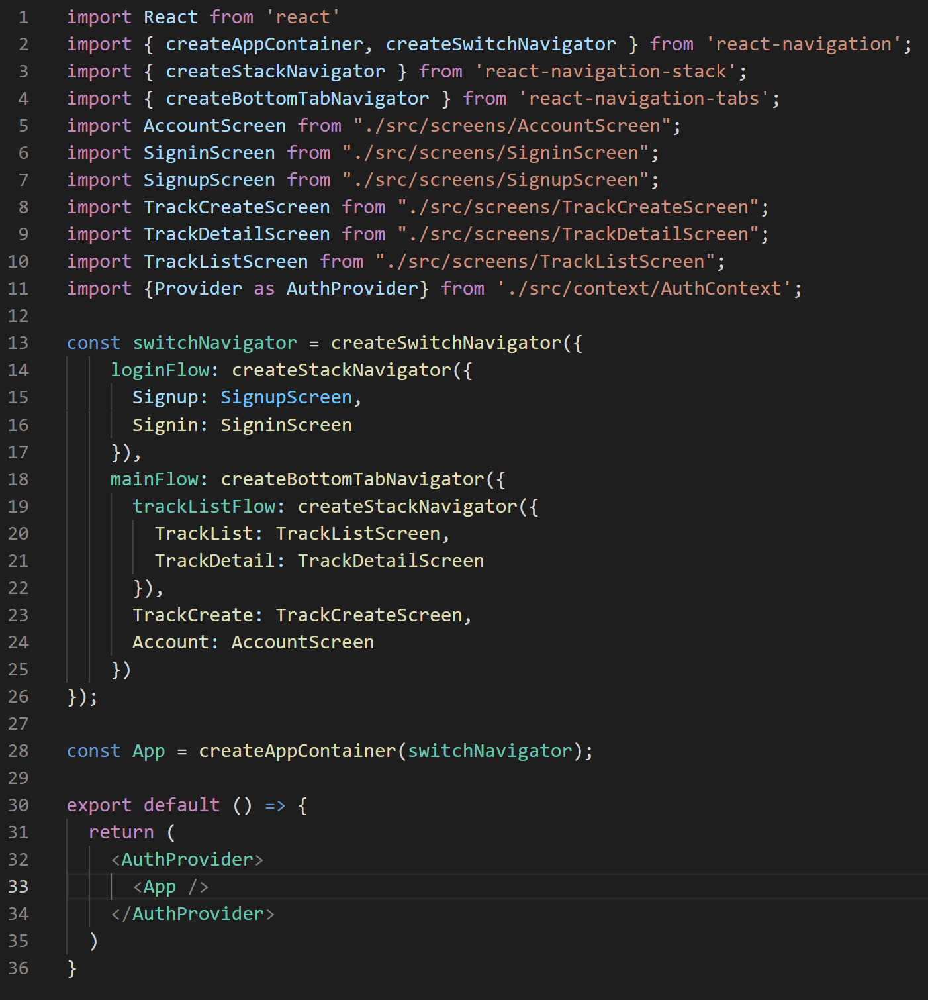 1 import React from 'react'
2 import { createAppContainer, createSwitchNavigator } from 'react-navigation';
3 import { createStackNavigator } from 'react-navigation-stack';
4 import { createBottomTabNavigator } from 'react-navigation-tabs';
5 import AccountScreen from "./src/screens/AccountScreen";
6 import SigninScreen from "./src/screens/SigninScreen";
7 import SignupScreen from "./src/screens/SignupScreen";
8 import TrackCreateScreen from "./src/screens/TrackCreateScreen";
9 import TrackDetailScreen from "./src/screens/TrackDetailScreen";
10 import TrackListScreen from "./src/screens/TrackListScreen";
11 import {Provider as AuthProvider} from './src/context/AuthContext';
12
13 const switchNavigator = createSwitchNavigator({
14     loginFlow: createStackNavigator({
15       Signup: SignupScreen,
16       Signin: SigninScreen
17     }),
18     mainFlow: createBottomTabNavigator({
19       trackListFlow: createStackNavigator({
20         TrackList: TrackListScreen,
21         TrackDetail: TrackDetailScreen
22       }),
23       TrackCreate: TrackCreateScreen,
24       Account: AccountScreen
25     })
26 });
27
28 const App = createAppContainer(switchNavigator);
29
30 export default () => {
31   return (
32     <AuthProvider>
33       <App />
34     </AuthProvider>
35   )
36 }